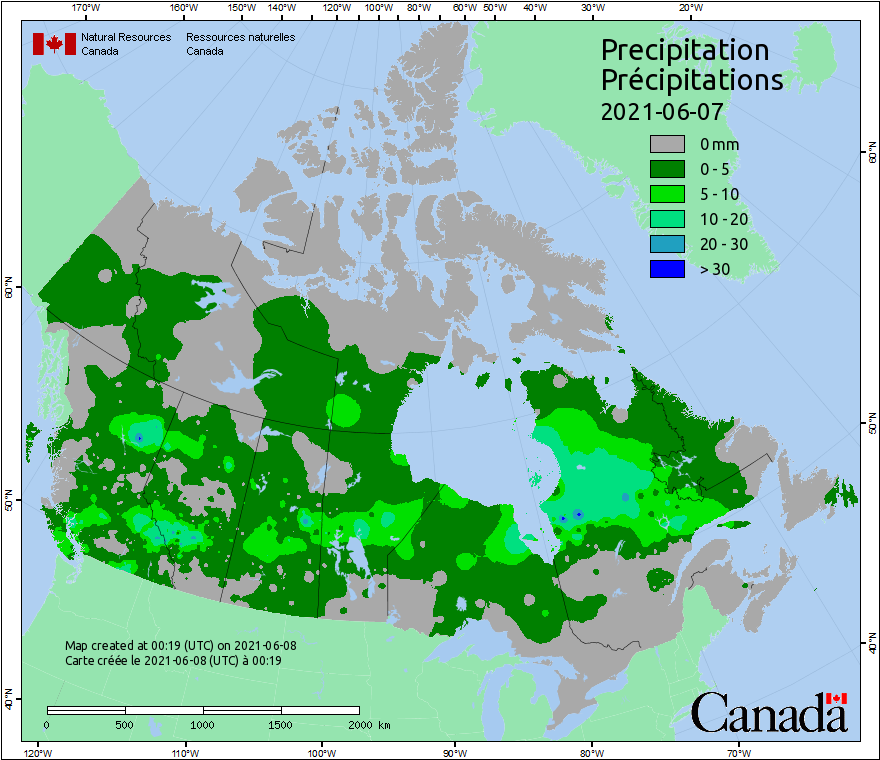 170°W 160°W 150°W 140°W 130°W 120°W 110°W 100°W 90°W 80°W 60°W 50°W 40°W 30°W 20°W
Natural Resources Ressources naturelles
Canada Canada
Precipitation
Précipitations
2021-06-07
0 mm
0 - 5
5 - 10
10 - 20
20 - 30
> 30
60°N
60°N
50°N
50°N
40°N
40°N
Map created at 00:19 (UTC) on 2021-06-08
Carte créée le 2021-06-08 (UTC) à 00:19
0 500 1000 1500 2000 km
Canada
120°W 110°W 100°W 90°W 80°W 70°W